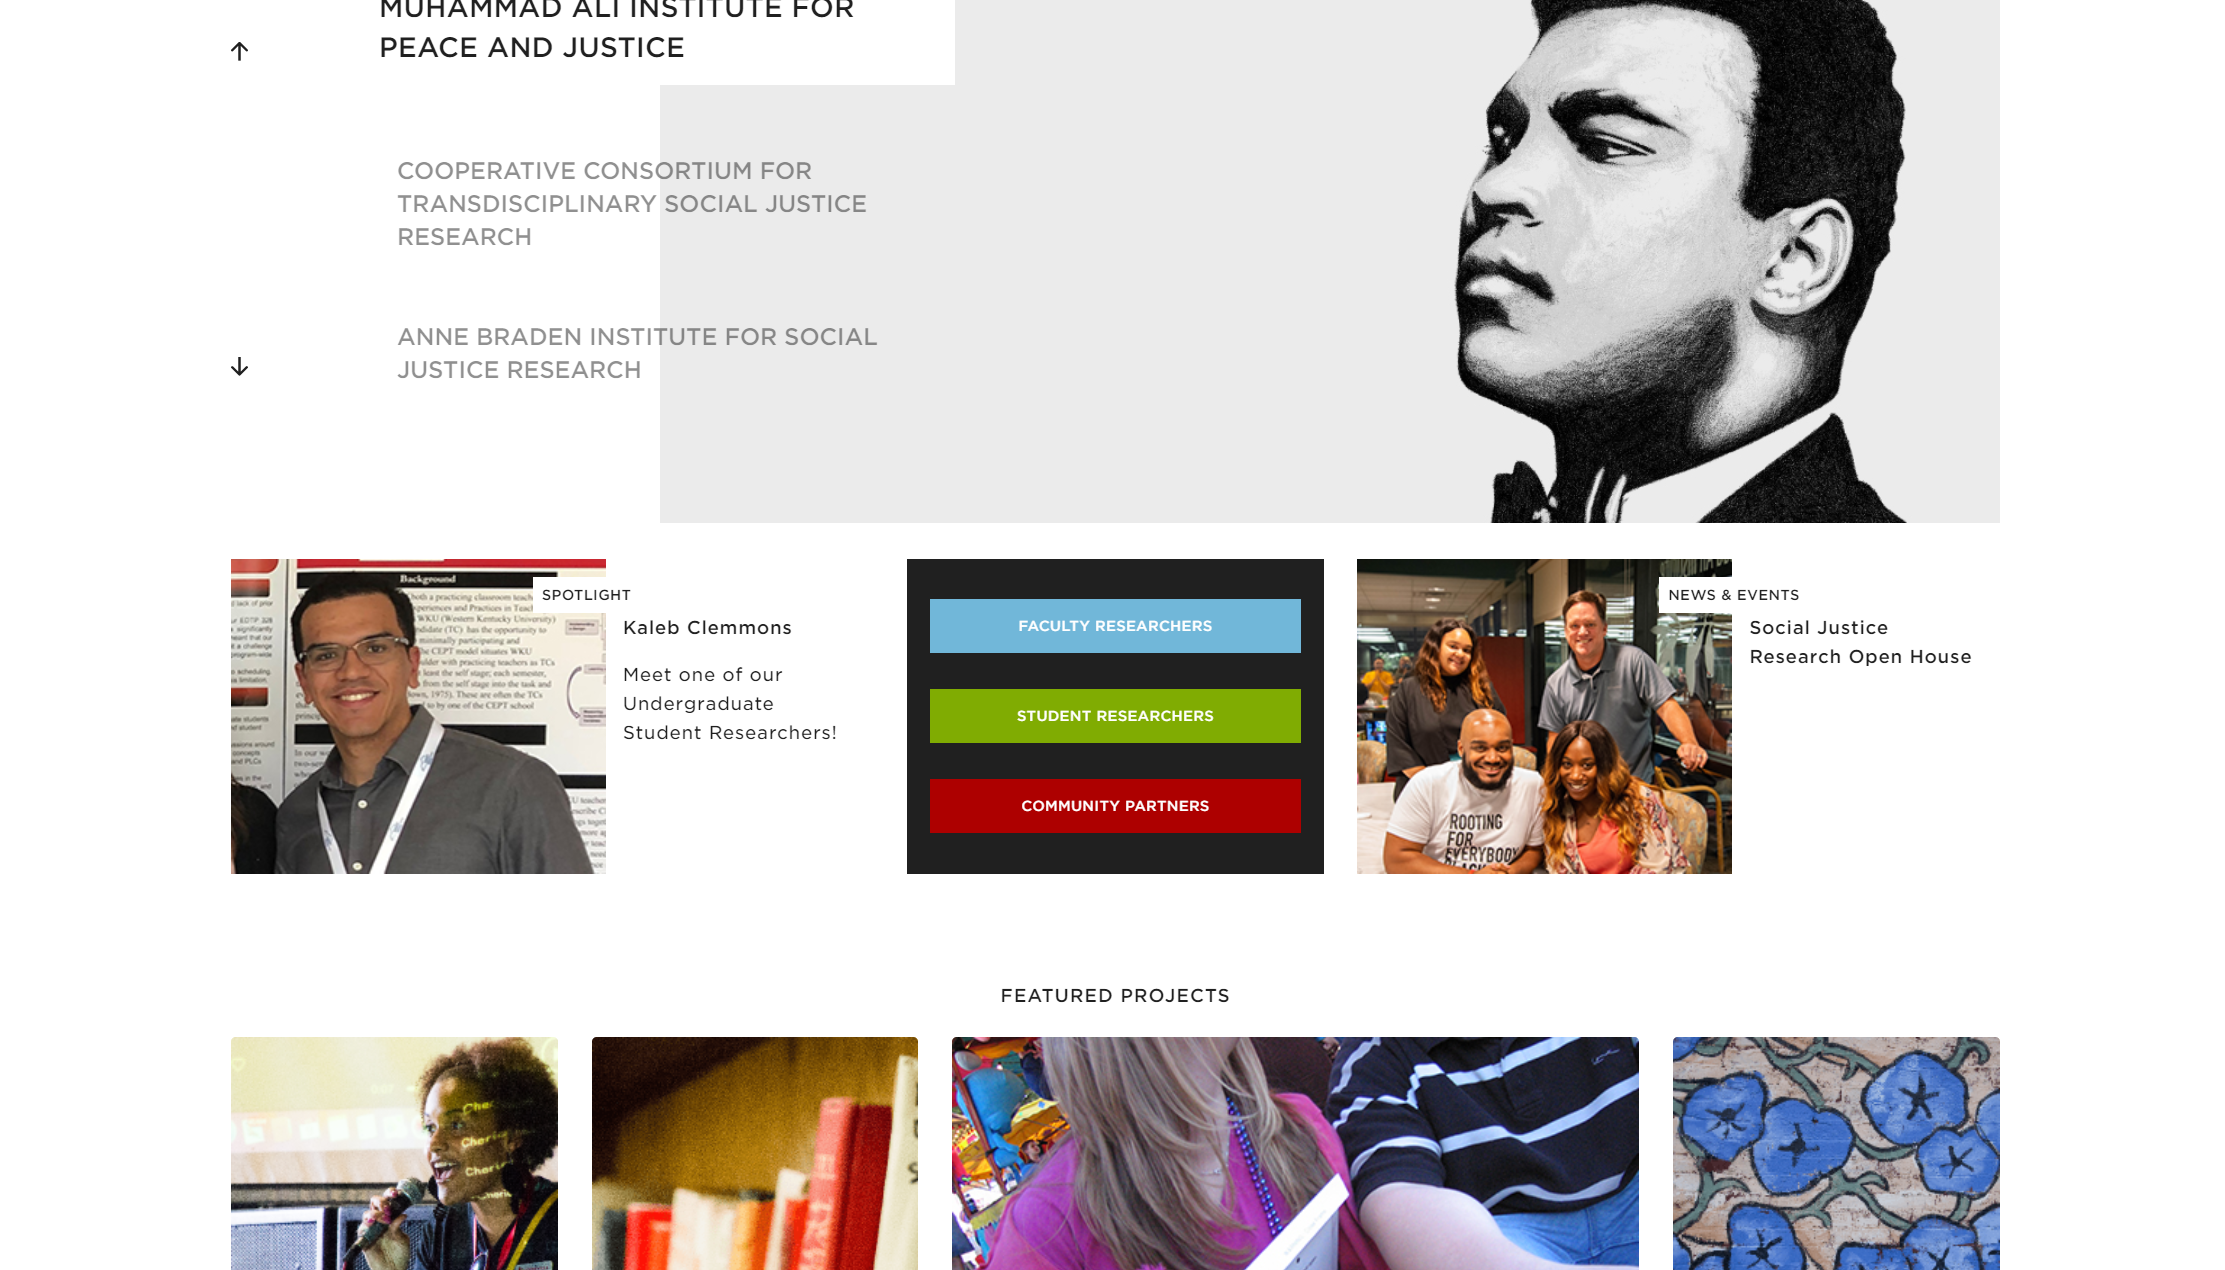 MUHAMMAD ALI INSTITUTE FOR
PEACE AND JUSTICE
COOPERATIVE CONSORTIUM FOR
TRANSDISCIPLINARY SOCIAL JUSTICE
RESEARCH
ANNE BRADEN INSTITUTE FOR SOCIAL
JUSTICE RESEARCH
Background
SPOTLIGHT
Kaleb Clemmons
Meet one of our
Undergraduate
Student Researchers!
FACULTY RESEARCHERS
STUDENT RESEARCHERS
COMMUNITY PARTNERS
ROOTING
FOR
EVERYBODY
NEWS & EVENTS
Social Justice
Research Open House
FEATURED PROJECTS